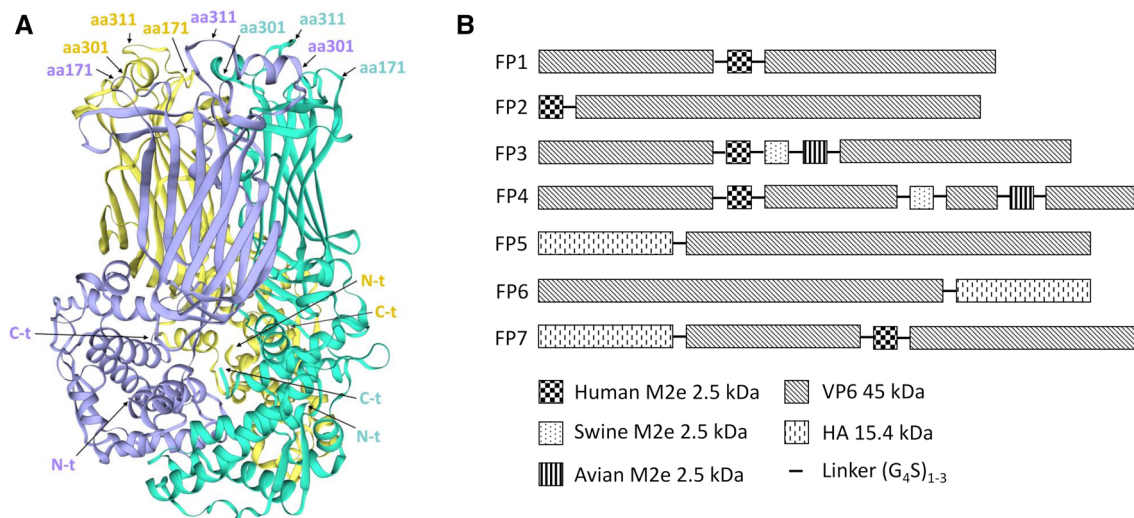 A
aa311
aa171
aa311
aa301
aa311
aa301
aa171
aa301
aa171
N-t
C-t
C-t
C-t
N-t
N-t
B
FP1
FP2
FP3
FP4
FP5
FP6
FP7
Human M2e 2.5 kDa
VP6 45 kDa
Swine M2e 2.5 kDa
HA 15.4 kDa
Avian M2e 2.5 kDa
Linker (G4S)1-3